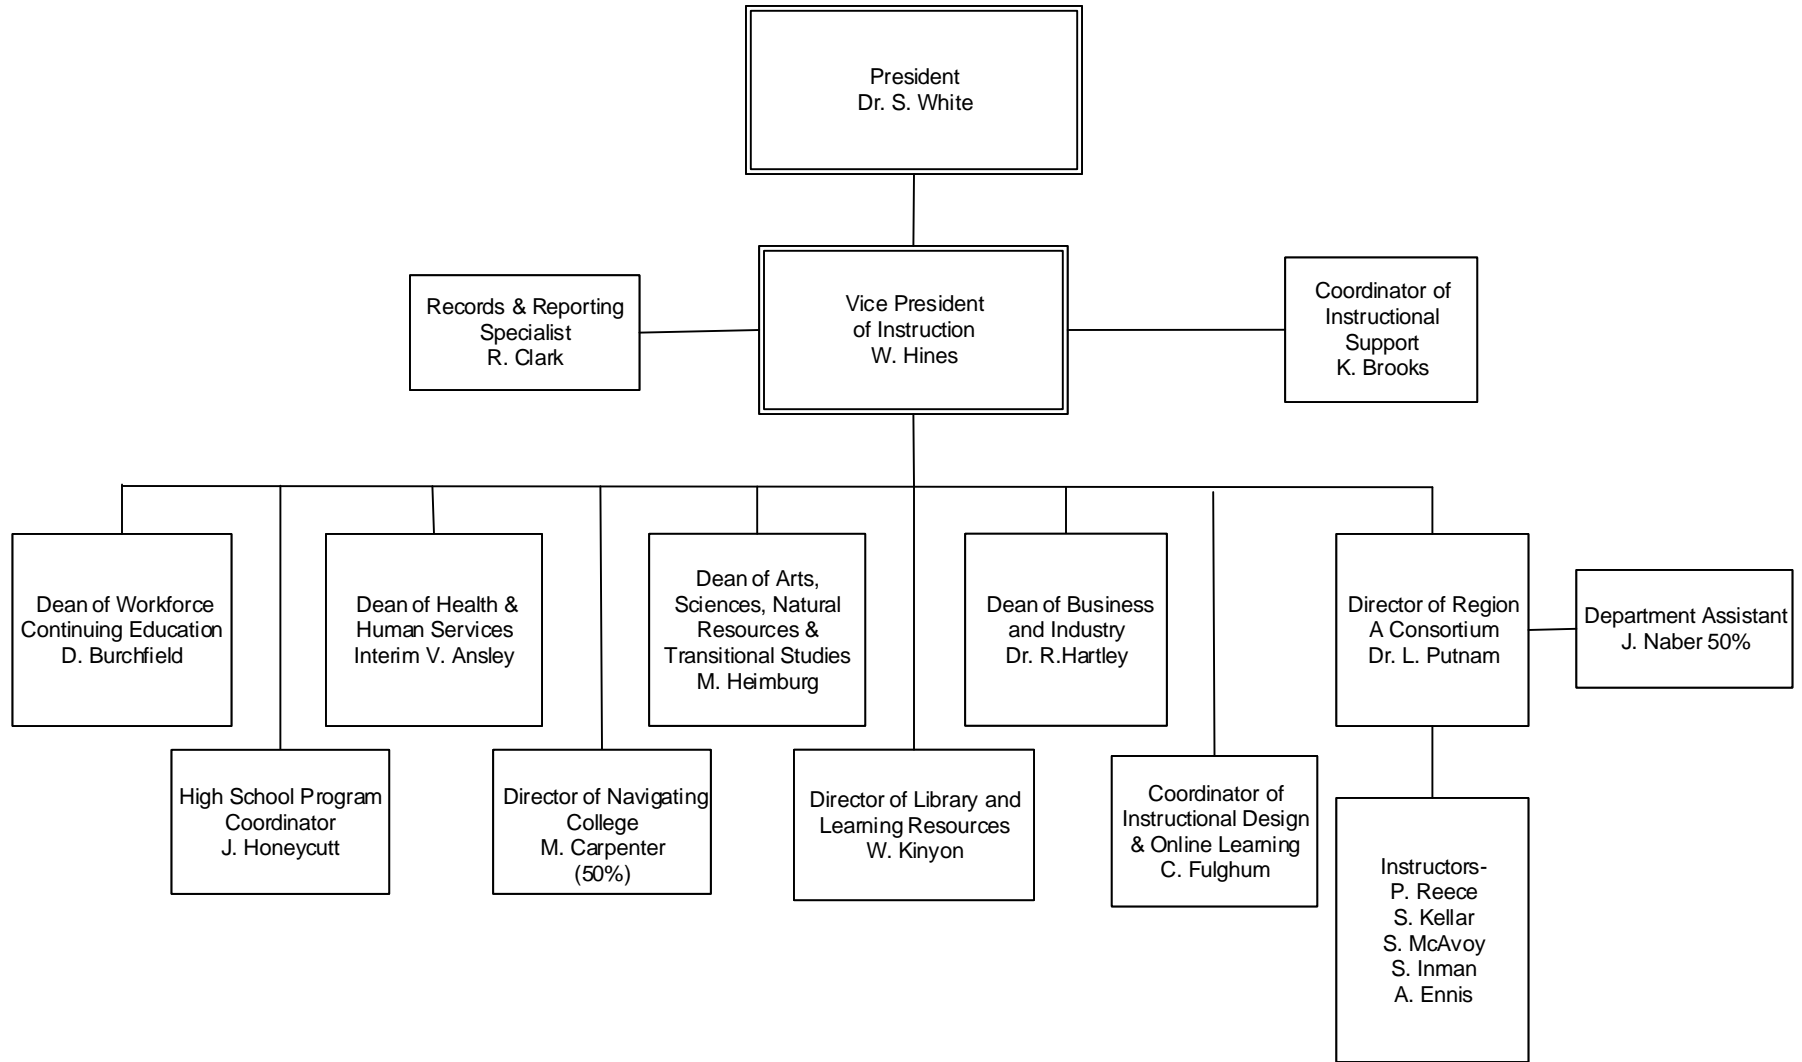 President
Dr. S. White
Records & Reporting
Specialist
R. Clark
Vice President
of Instruction
W. Hines
Coordinator of
Instructional
Support
K. Brooks
Dean of Workforce
Continuing Education
D. Burchfield
Dean of Health &
Human Services
Interim V. Ansley
Dean of Arts,
Sciences, Natural
Resources &
Transitional Studies
M. Heimburg
Dean of Business
and Industry
Dr. R.Hartley
Director of Region
A Consortium
Dr. L. Putnam
Department Assistant
J. Naber 50%
High School Program
Coordinator
J. Honeycutt
Director of Navigating
College
M. Carpenter
(50%)
Director of Library and
Learning Resources
W. Kinyon
Coordinator of
Instructional Design
& Online Learning
C. Fulghum
Instructors-
P. Reece
S. Kellar
S. McAvoy
S. Inman
A. Ennis